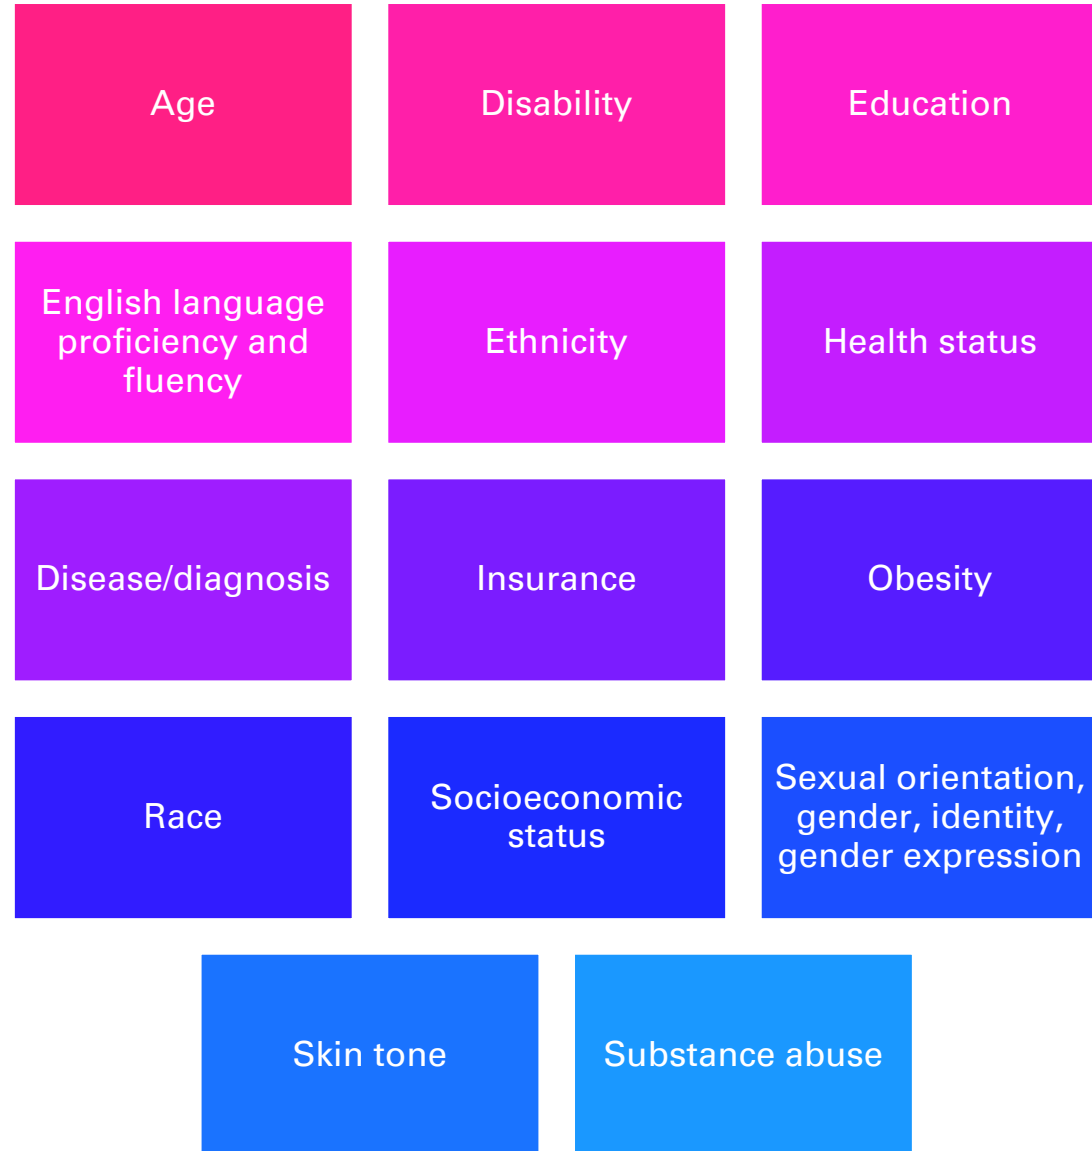 Age
Disability
Education
English language
proficiency and
fluency
Ethnicity
Health status
Disease/diagnosis
Insurance
Obesity
Race
Socioeconomic
status
Sexual orientation,
gender, identity,
gender expression
Skin tone
Substance abuse